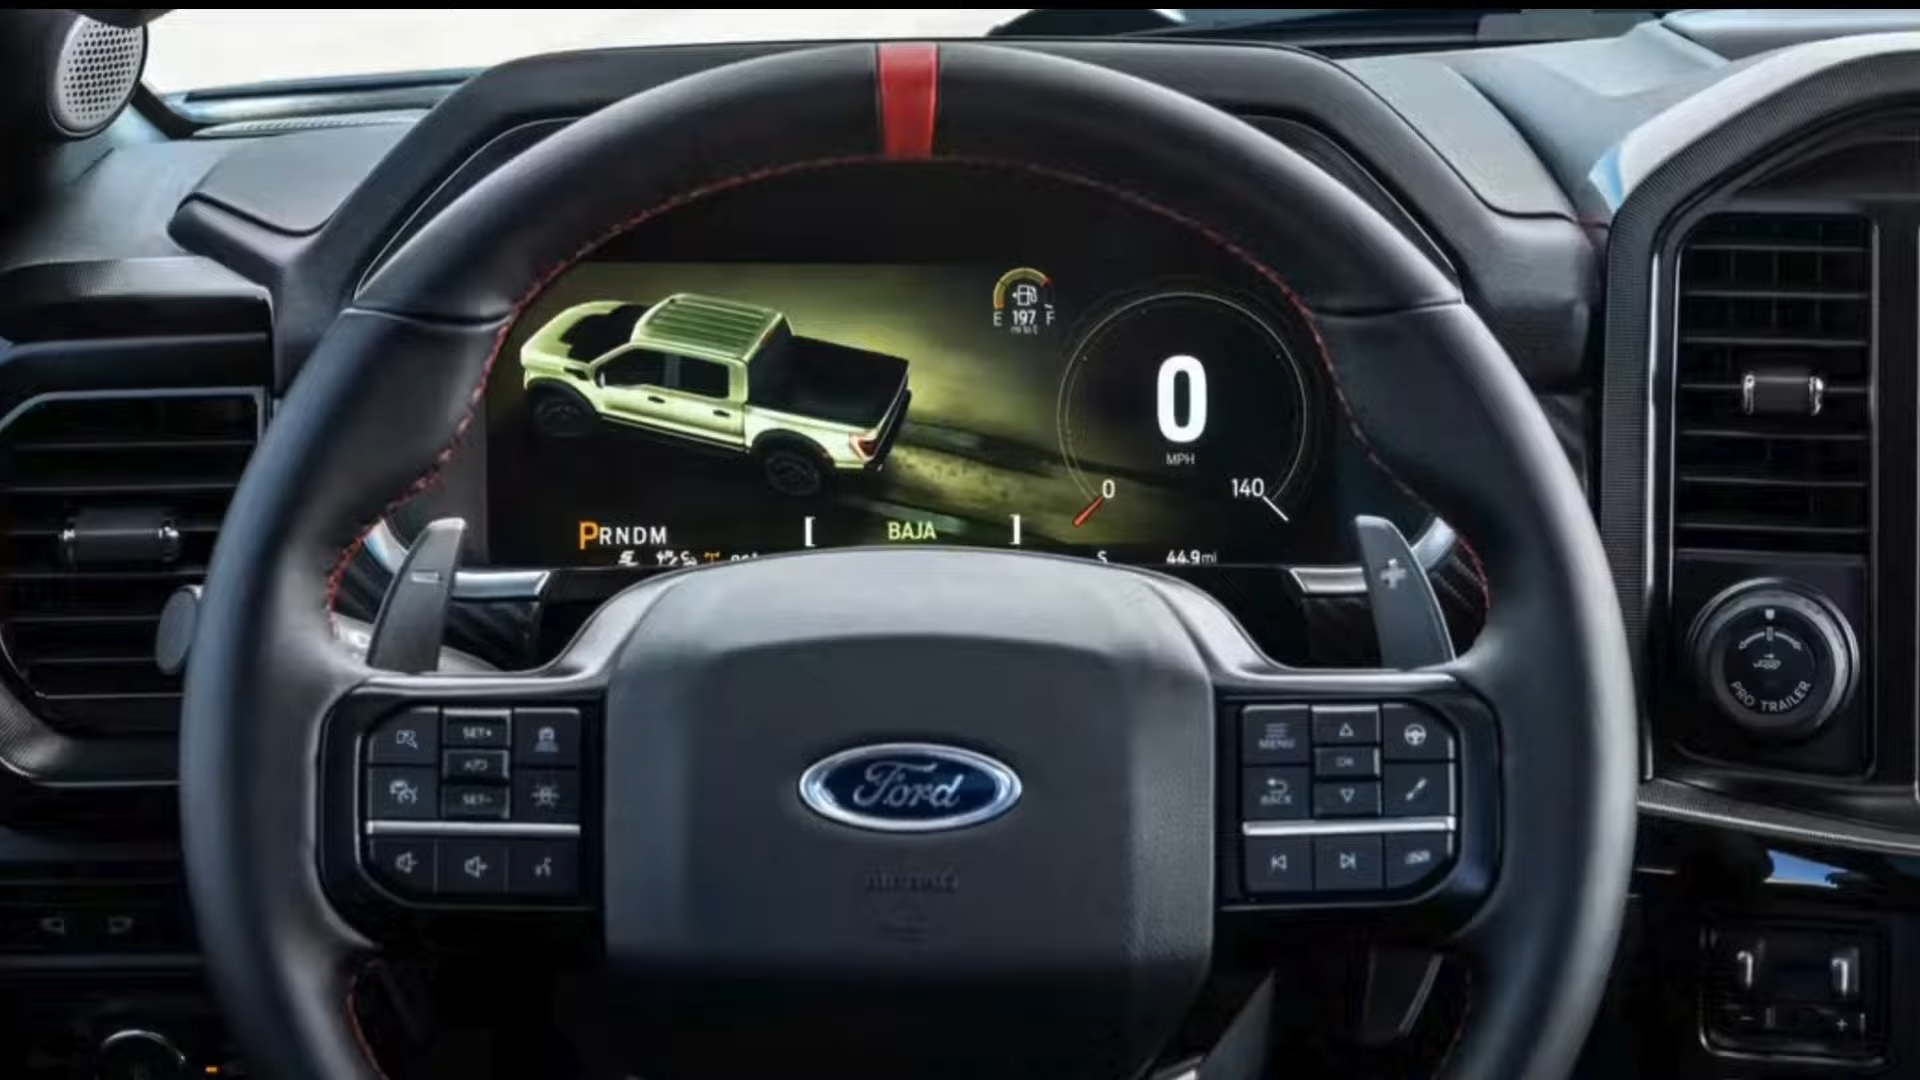 E 197 F
0
MPH
0 140
PRNDM
[ BAJA ]
S 44.9mi
SET+
SET-
MENU
OK
BACK
Ford
PRO TRAILER